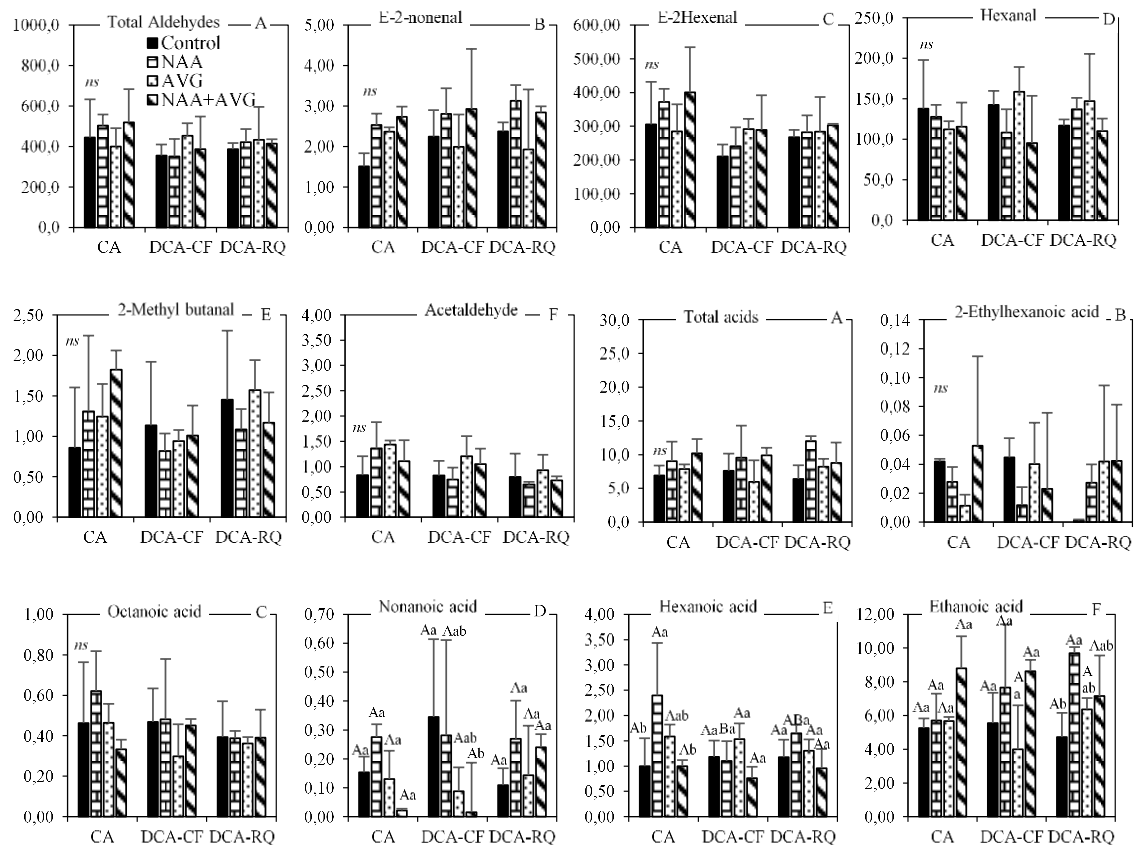 Total Aldehydes A
1000,0
800,0
600,0
400,0
200,0
0,0
Control
NAA
AVG
NAA+AVG
ns
CA DCA-CF DCA-RQ
E-2-nonenal B
5,00
4,00
3,00
2,00
1,00
0,00
ns
CA DCA-CF DCA-RQ
E-2Hexenal C
600,00
500,00
400,00
300,00
200,00
100,00
0,00
ns
CA DCA-CF DCA-RQ
Hexanal D
250,0
200,0
150,0
100,0
50,0
0,0
ns
CA DCA-CF DCA-RQ
2-Methyl butanal E
2,50
2,00
1,50
1,00
0,50
0,00
ns
CA DCA-CF DCA-RQ
Acetaldehyde F
4,00
3,50
3,00
2,50
2,00
1,50
1,00
0,50
0,00
ns
CA DCA-CF DCA-RQ
Total acids A
30,0
25,0
20,0
15,0
10,0
5,0
0,0
ns
CA DCA-CF DCA-RQ
2-Ethylhexanoic acid B
0,14
0,12
0,10
0,08
0,06
0,04
0,02
0,00
ns
CA DCA-CF DCA-RQ
Octanoic acid C
1,00
0,80
0,60
0,40
0,20
0,00
ns
CA DCA-CF DCA-RQ
Nonanoic acid D
0,70
0,60
0,50
0,40
0,30
0,20
0,10
0,00
Aa Aa Aa Aa
Aa Aab Aab Ab
Aa Aa Aa Aa
CA DCA-CF DCA-RQ
Hexanoic acid E
4,00
3,50
3,00
2,50
2,00
1,50
1,00
0,50
0,00
Ab Aa Aab Ab
Aa Ba Aa Aa
Aa ABa Aa Aa
CA DCA-CF DCA-RQ
Ethanoic acid F
12,00
10,00
8,00
6,00
4,00
2,00
0,00
Aa Aa Aa Aa
Aa Aa A
a Aa
Ab Aa A
ab Aab
CA DCA-CF DCA-RQ